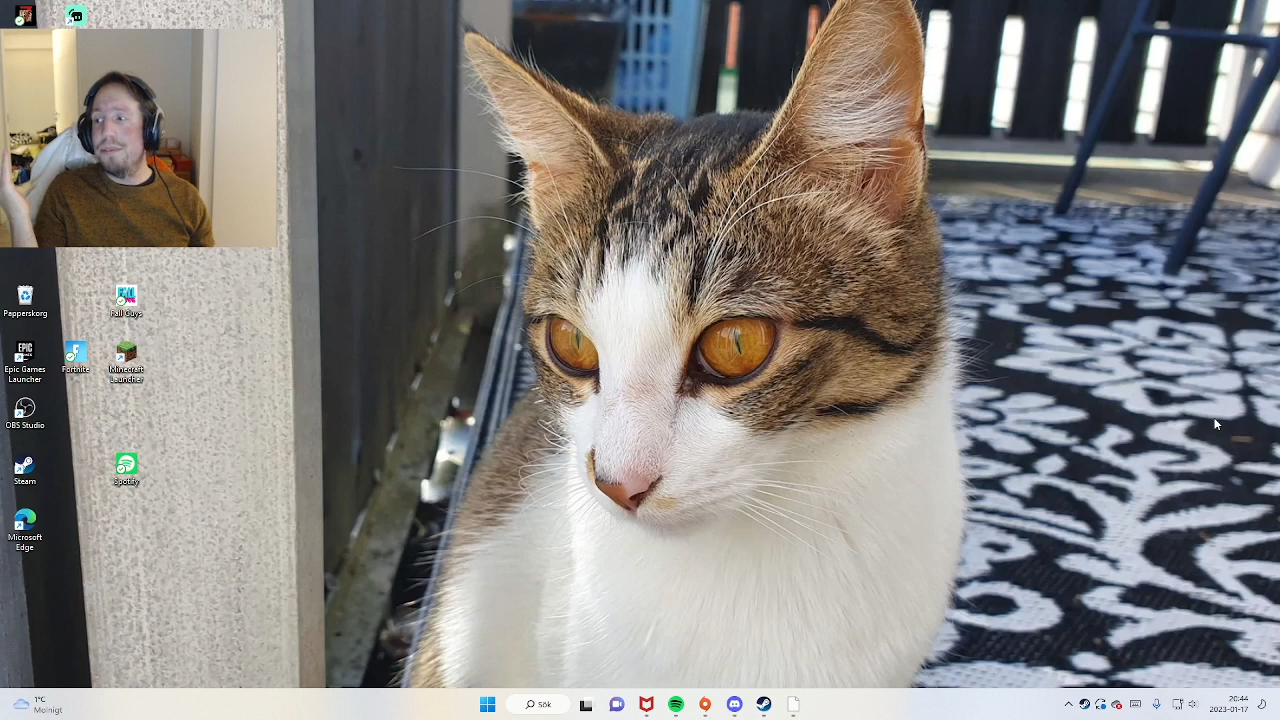 Papperskorg
Fall Guys
Epic Games
Launcher
Fortnite
Minecraft
Launcher
OBS Studio
Steam
Spotify
Microsoft
Edge
1°C
Molnigt
Sök
20:44
2023-01-17